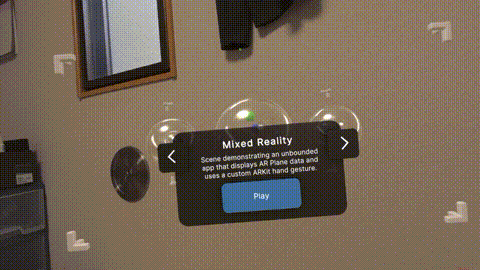 Mixed Reality
Scene demonstrating an unbounded
app that displays AR Plane data and
uses a custom ARKit hand gesture.
Play